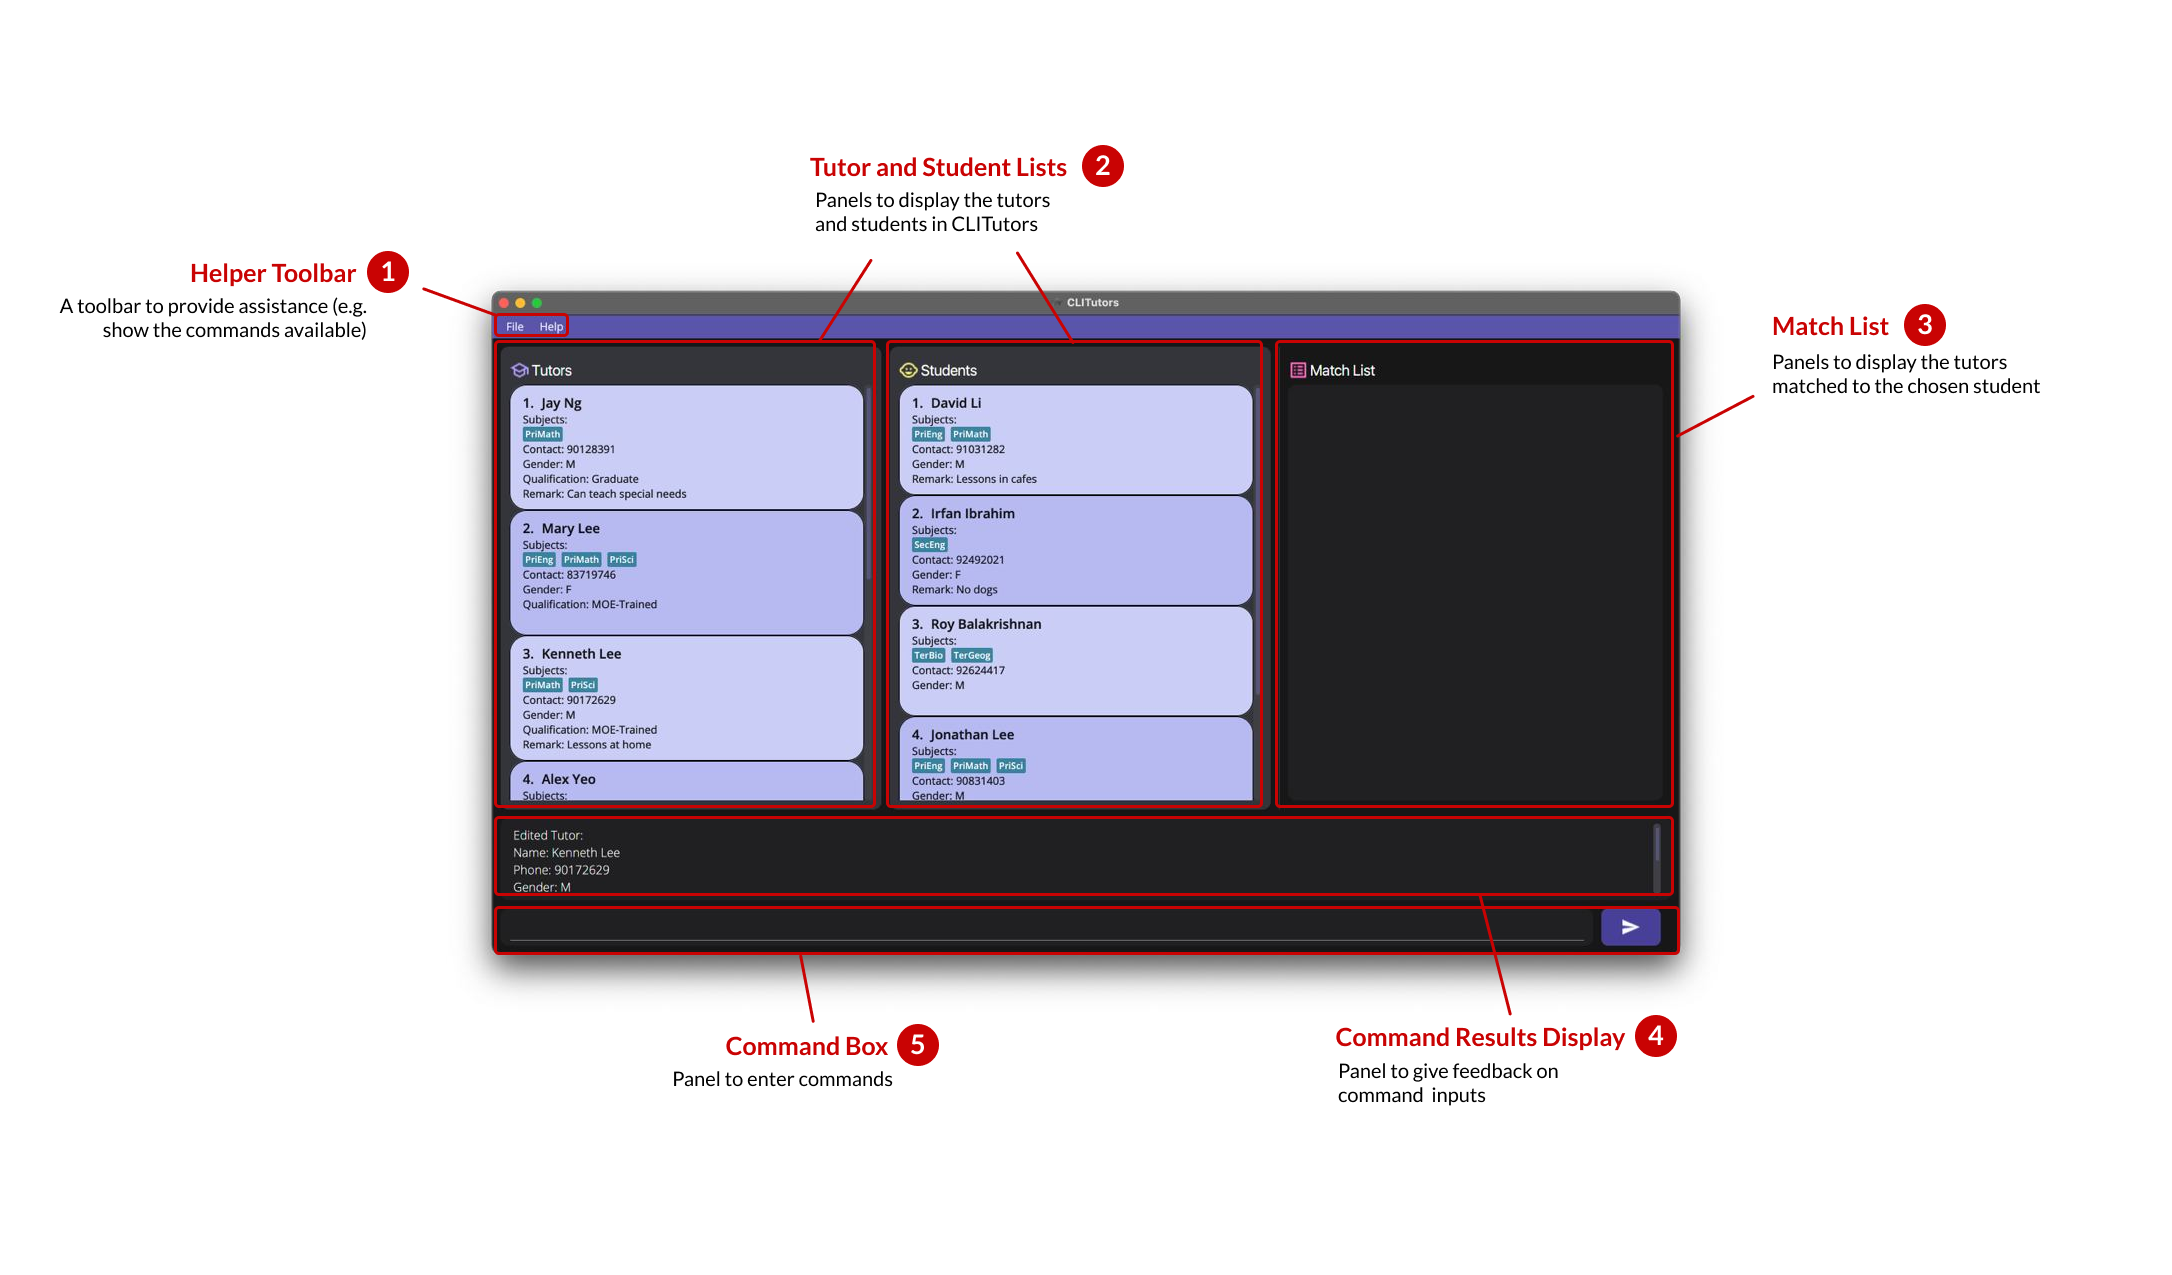 Tutor and Student Lists 2
Panels to display the tutors
and students in CLITutors
Helper Toolbar 1
A toolbar to provide assistance (e.g.
show the commands available)
Match List 3
Panels to display the tutors
matched to the chosen student
CLITutors
File Help
Tutors
1. Jay Ng
Subjects:
PriMath
Contact: 90128391
Gender: M
Qualification: Graduate
Remark: Can teach special needs
2. Mary Lee
Subjects:
PriEng PriMath PriSci
Contact: 83719746
Gender: F
Qualification: MOE-Trained
3. Kenneth Lee
Subjects:
PriMath PriSci
Contact: 90172629
Gender: M
Qualification: MOE-Trained
Remark: Lessons at home
4. Alex Yeo
Subjects:
Students
1. David Li
Subjects:
PriEng PriMath
Contact: 91031282
Gender: M
Remark: Lessons in cafes
2. Irfan Ibrahim
Subjects:
SecEng
Contact: 92492021
Gender: F
Remark: No dogs
3. Roy Balakrishnan
Subjects:
TerBio TerGeog
Contact: 92624417
Gender: M
4. Jonathan Lee
Subjects:
PriEng PriMath PriSci
Contact: 90831403
Gender: M
Match List
Edited Tutor:
Name: Kenneth Lee
Phone: 90172629
Gender: M
Command Box 5
Panel to enter commands
Command Results Display 4
Panel to give feedback on
command inputs